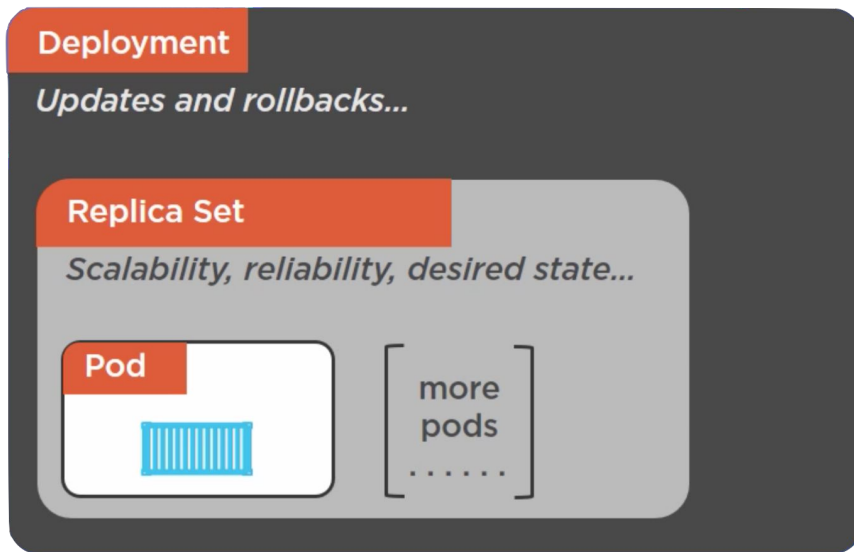 Deployment
Updates and rollbacks...
Replica Set
Scalability, reliability, desired state...
Pod
more
pods
......